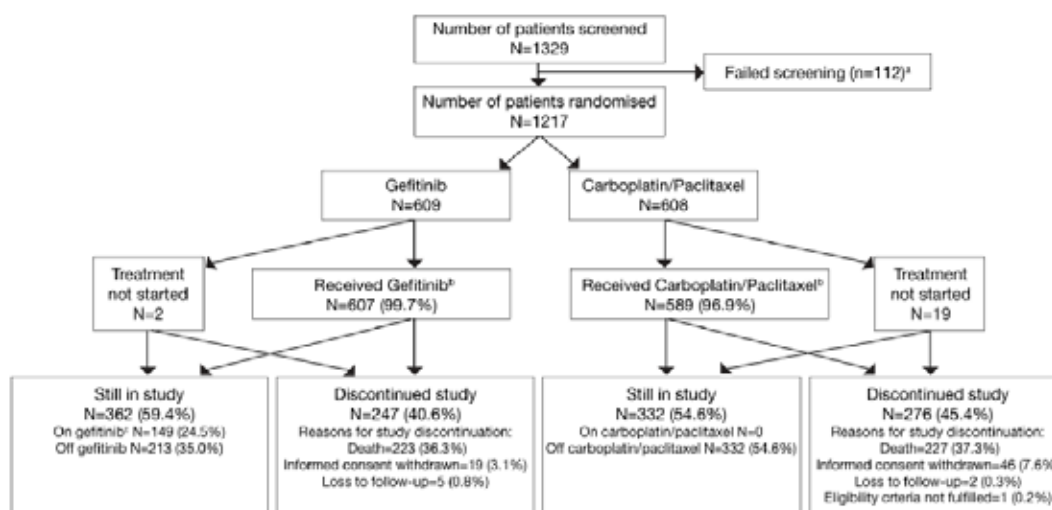 Number of patients screened
N=1329
Failed screening (n=112)ᵃ
Number of patients randomised
N=1217
Gefitinib
N=609
Carboplatin/Paclitaxel
N=608
Treatment
not started
N=2
Received Gefitinibᵇ
N=607 (99.7%)
Received Carboplatin/Paclitaxelᵇ
N=589 (96.9%)
Treatment
not started
N=19
Still in study
N=362 (59.4%)
On gefitinibᶜ N=149 (24.5%)
Off gefitinib N=213 (35.0%)
Discontinued study
N=247 (40.6%)
Reasons for study discontinuation:
Death=223 (36.3%)
Informed consent withdrawn=19 (3.1%)
Loss to follow-up=5 (0.8%)
Still in study
N=332 (54.6%)
On carboplatin/paclitaxel N=0
Off carboplatin/paclitaxel N=332 (54.6%)
Discontinued study
N=276 (45.4%)
Reasons for study discontinuation:
Death=227 (37.3%)
Informed consent withdrawn=46 (7.6%
Loss to follow-up=2 (0.3%)
Eligibility criteria not fulfilled=1 (0.2%)